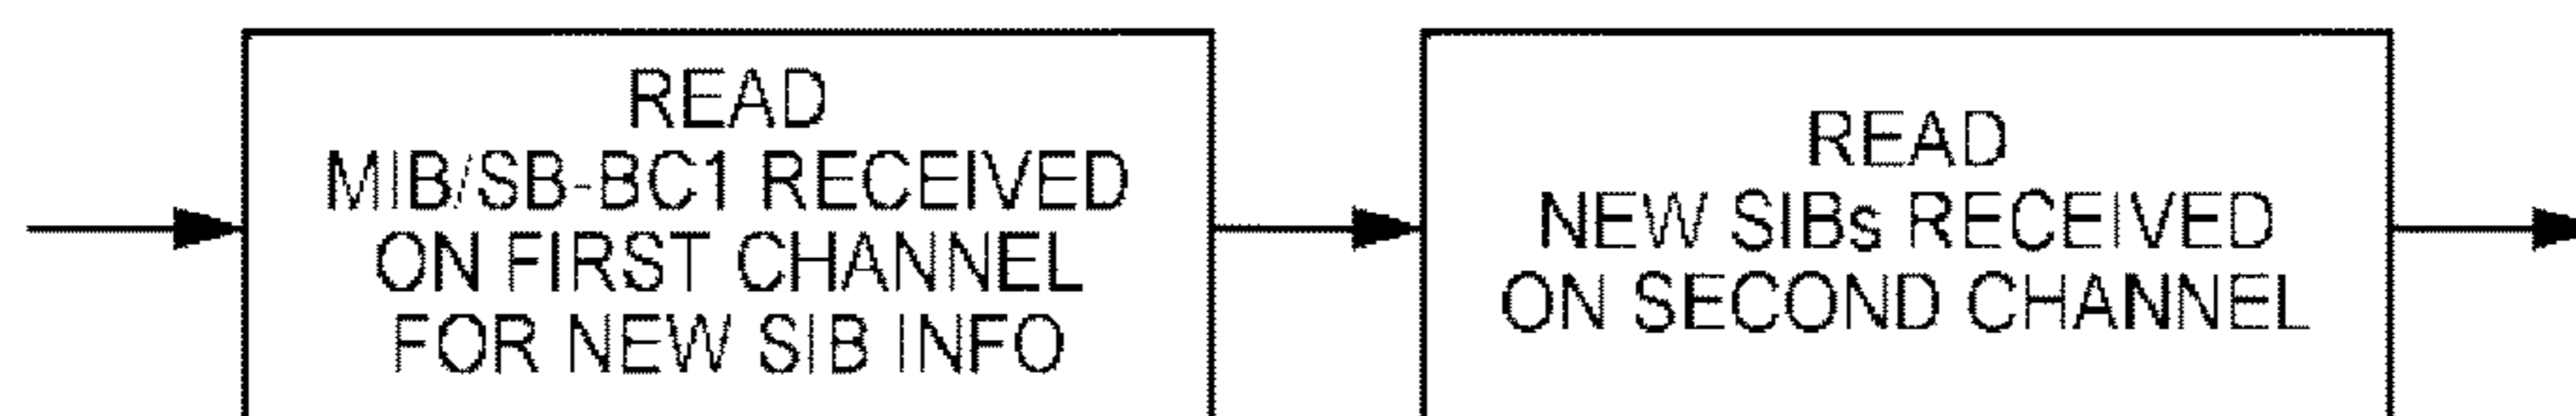 READ
MIB/SB-BC1 RECEIVED
ON FIRST CHANNEL
FOR NEW SIB INFO
READ
NEW SIBs RECEIVED
ON SECOND CHANNEL